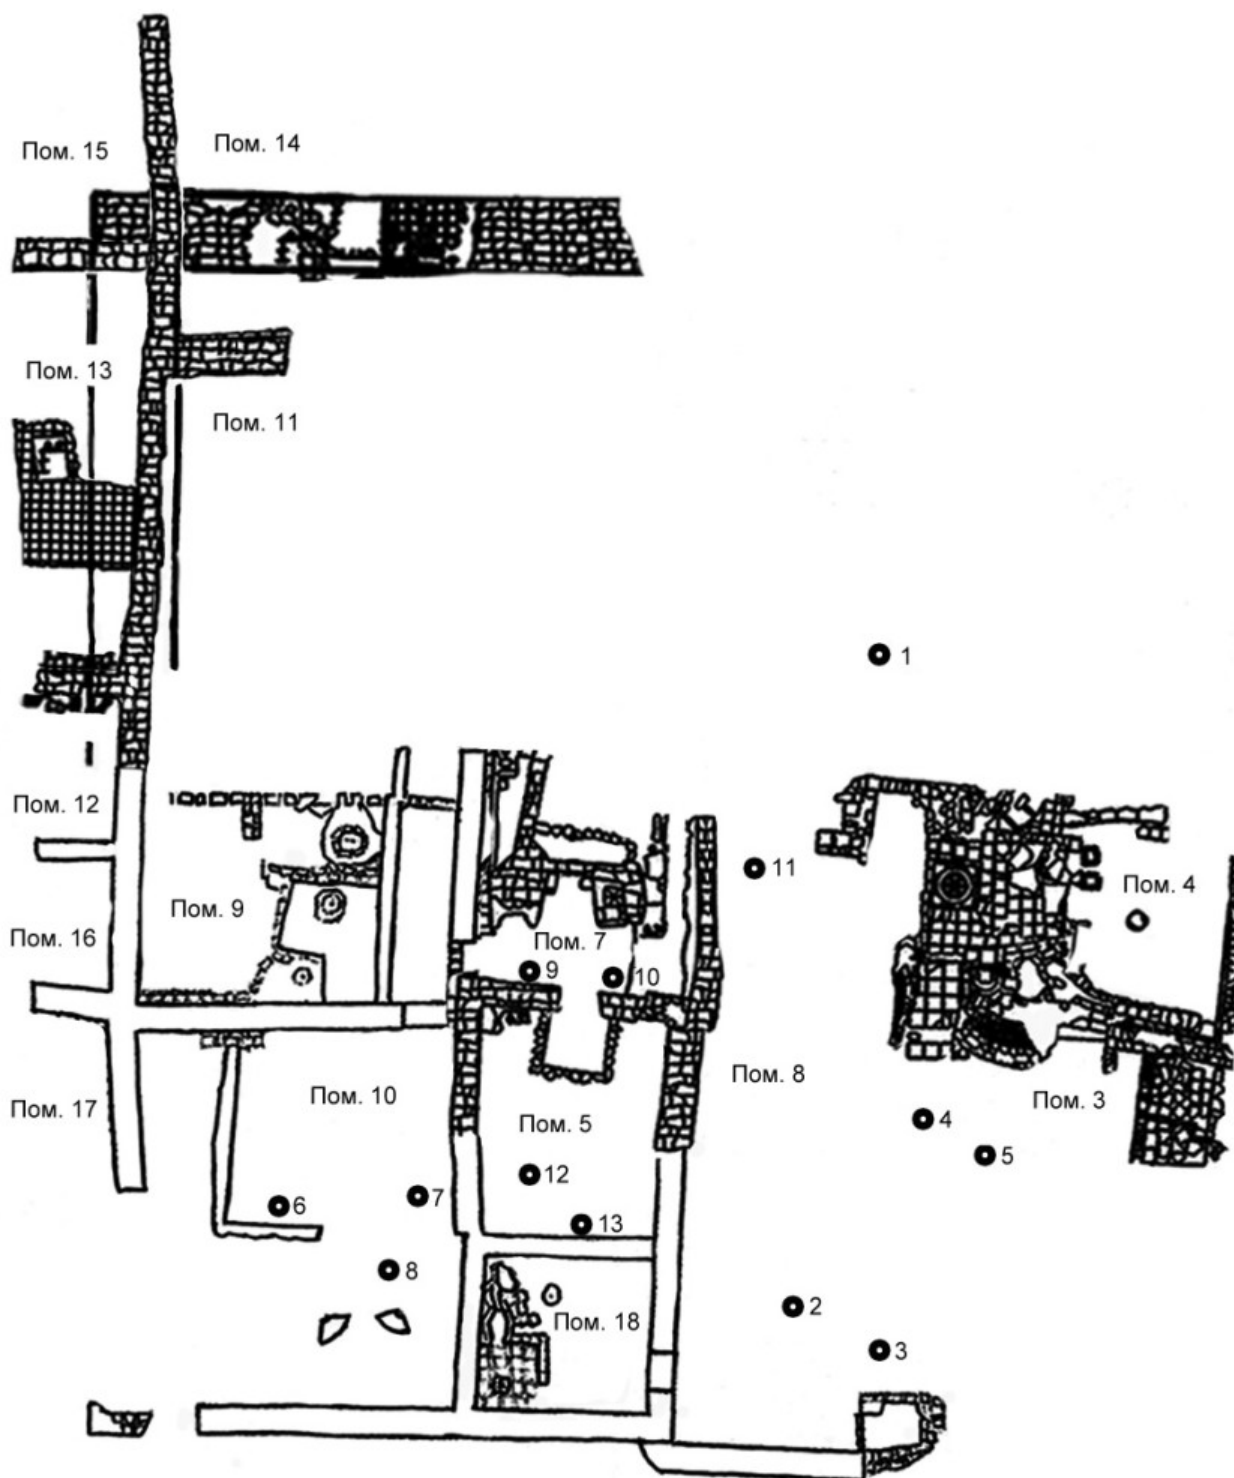 Пом. 15
Пом. 14
Пом. 13
Пом. 11
1
Пом. 12
11
Пом. 4
Пом. 9
Пом. 16
Пом. 7
9
10
Пом. 8
Пом. 10
Пом. 3
Пом. 17
Пом. 5
4
5
12
7
6
13
8
2
Пом. 18
3